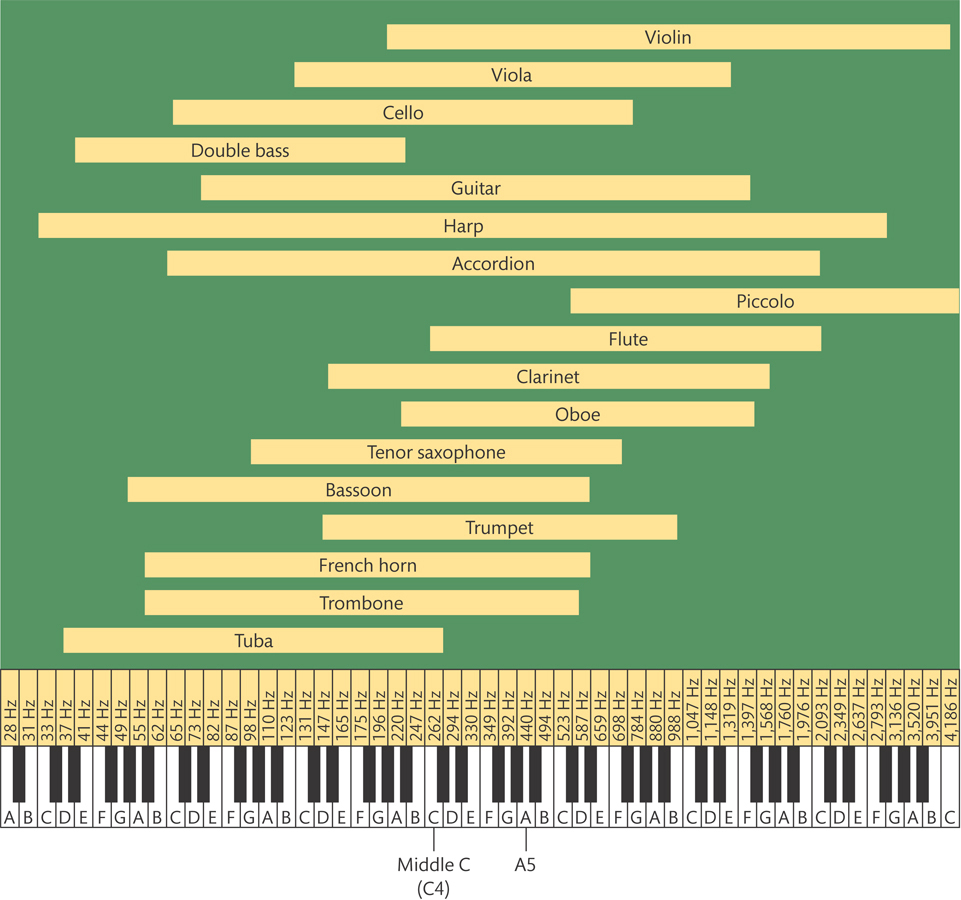 Violin
Viola
Cello
Double bass
Guitar
Harp
Accordion
Piccolo
Flute
Clarinet
Oboe
Tenor saxophone
Bassoon
Trumpet
French horn
Trombone
Tuba
28 Hz 31 Hz 33 Hz 37 Hz 41 Hz 44 Hz 49 Hz 55 Hz 62 Hz 65 Hz 73 Hz 82 Hz 87 Hz 98 Hz 110 Hz 123 Hz 131 Hz 147 Hz 165 Hz 175 Hz 196 Hz 220 Hz 247 Hz 262 Hz 294 Hz 330 Hz 349 Hz 392 Hz 440 Hz 494 Hz 523 Hz 587 Hz 659 Hz 698 Hz 784 Hz 880 Hz 988 Hz 1,047 Hz 1,148 Hz 1,319 Hz 1,397 Hz 1,568 Hz 1,760 Hz 1,976 Hz 2,093 Hz 2,349 Hz 2,637 Hz 2,793 Hz 3,136 Hz 3,520 Hz 3,951 Hz 4,186 Hz
A B C D E F G A B C D E F G A B C D E F G A B C D E F G A B C D E F G A B C D E F G A B C D E F G A B C
Middle C A5
(C4)